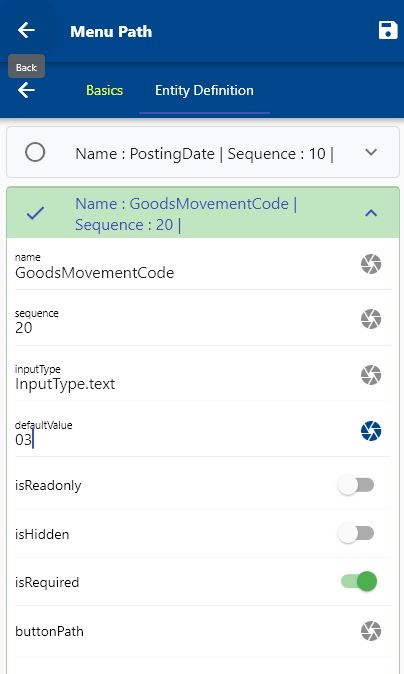 Menu Path
Back
Basics
Entity Definition
Name : PostingDate | Sequence : 10 |
Name : GoodsMovementCode |
Sequence : 20 |
name
GoodsMovementCode
sequence
20
inputType
InputType.text
defaultValue
03
isReadonly
isHidden
isRequired
buttonPath